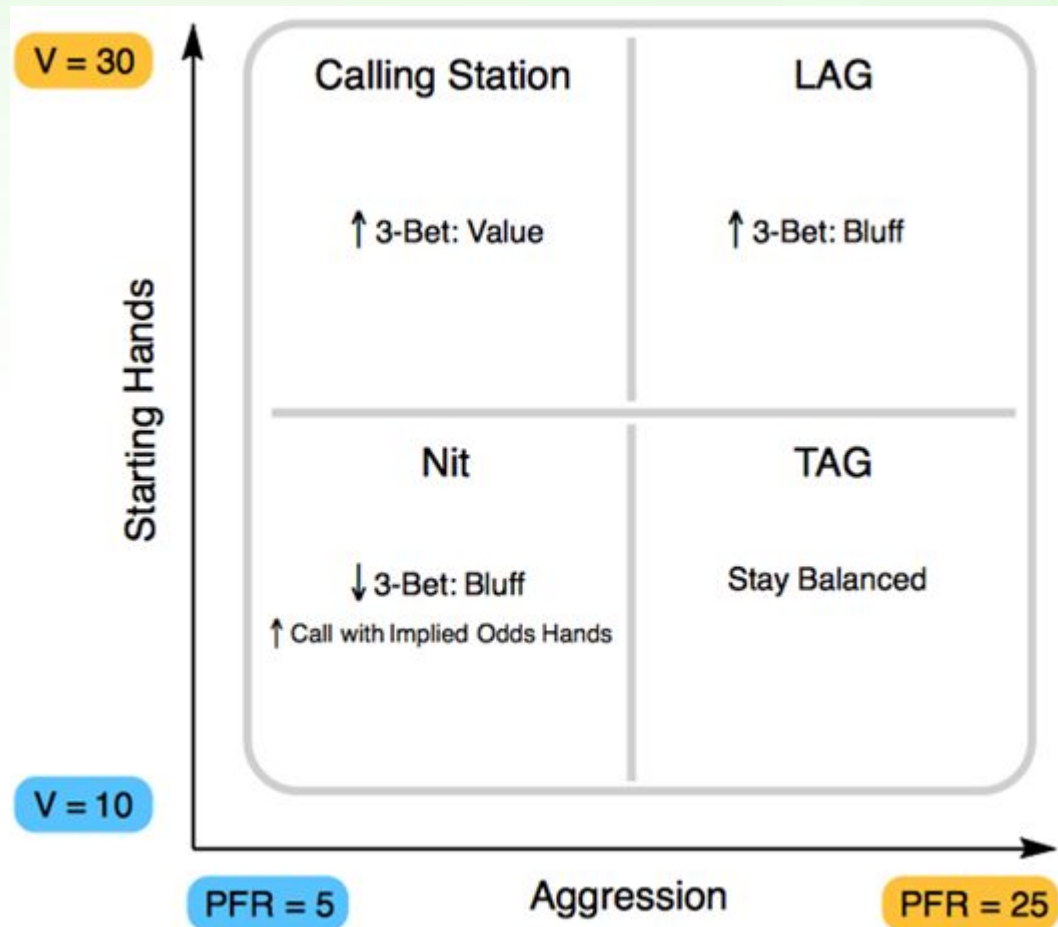 V = 30
Calling Station
LAG
↑ 3-Bet: Value
↑ 3-Bet: Bluff
Starting Hands
Nit
TAG
↓ 3-Bet: Bluff
Stay Balanced
↑ Call with Implied Odds Hands
V = 10
PFR = 5
Aggression
PFR = 25